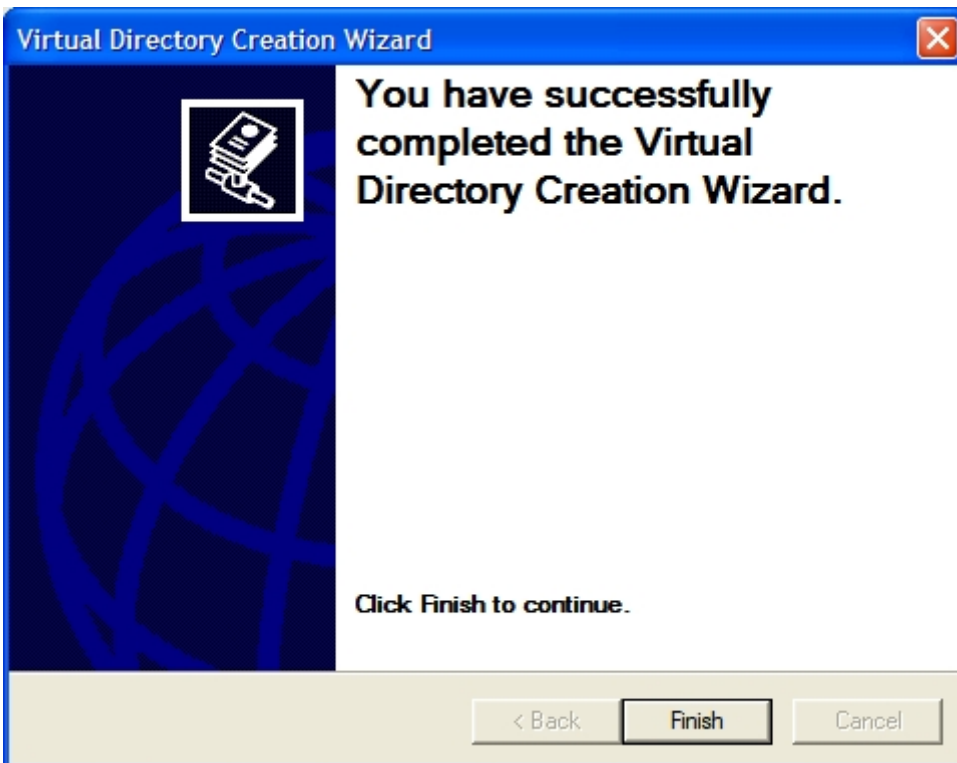 Virtual Directory Creation Wizard
You have successfully
completed the Virtual
Directory Creation Wizard.
Click Finish to continue.
< Back Finish Cancel